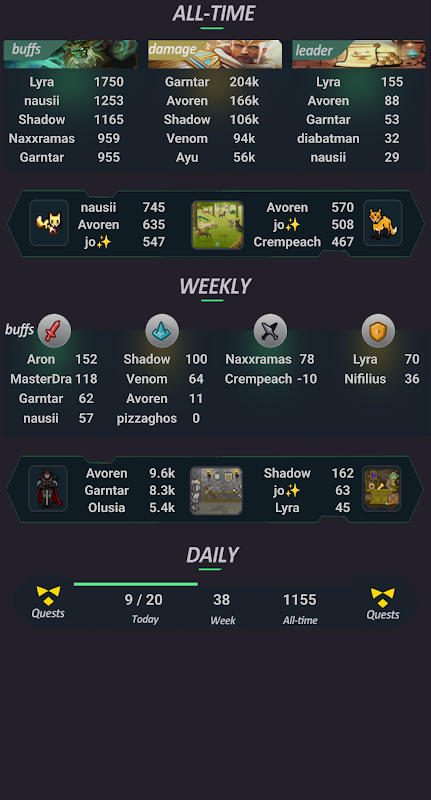 ALL-TIME
buffs damage leader
Lyra 1750 Garntar 204k Lyra 155
nausii 1253 Avoren 166k Avoren 88
Shadow 1165 Shadow 106k Garntar 53
Naxxramas 959 Venom 94k diabatman 32
Garntar 955 Ayu 56k nausii 29
nausii 745 Avoren 570
Avoren 635 jo✨ 508
jo✨ 547 Crempeach 467
WEEKLY
buffs
Aron 152 Shadow 100 Naxxramas 78 Lyra 70
MasterDra 118 Venom 64 Crempeach -10 Nifilius 36
Garntar 62 Avoren 11
nausii 57 pizzaghos 0
Avoren 9.6k Shadow 162
Garntar 8.3k jo✨ 63
Olusia 5.4k Lyra 45
DAILY
9 / 20 38 1155
Quests Today Week All-time Quests